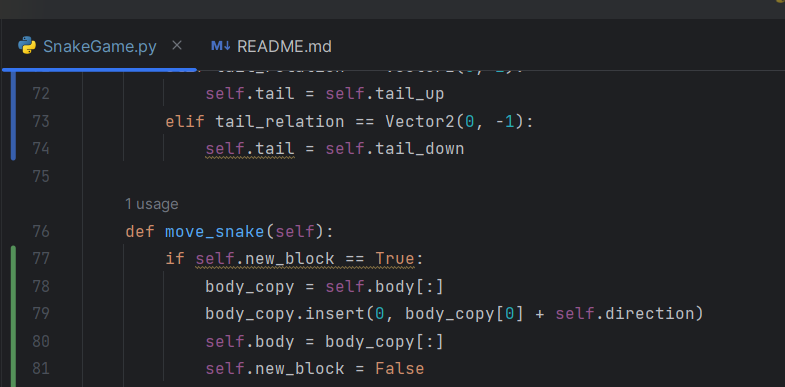 SnakeGame.py × M↓ README.md
72 self.tail = self.tail_up
73 elif tail_relation == Vector2(0, -1):
74 self.tail = self.tail_down
75
1 usage
76 def move_snake(self):
77 if self.new_block == True:
78 body_copy = self.body[:]
79 body_copy.insert(0, body_copy[0] + self.direction)
80 self.body = body_copy[:]
81 self.new_block = False